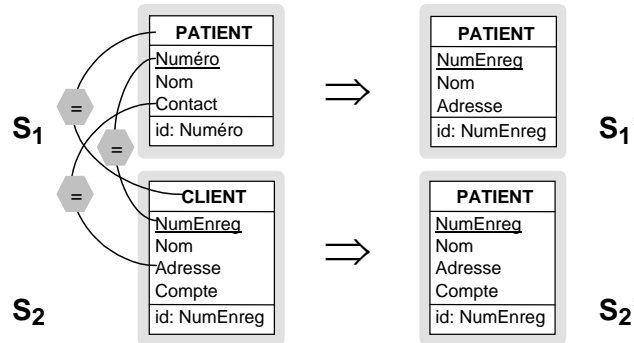 PATIENT
Numéro
Nom
Contact
id: Numéro
=
=
=
S1
CLIENT
NumEnreg
Nom
Adresse
Compte
id: NumEnreg
S2
⇒
⇒
PATIENT
NumEnreg
Nom
Adresse
id: NumEnreg
S1
PATIENT
NumEnreg
Nom
Adresse
Compte
id: NumEnreg
S2'